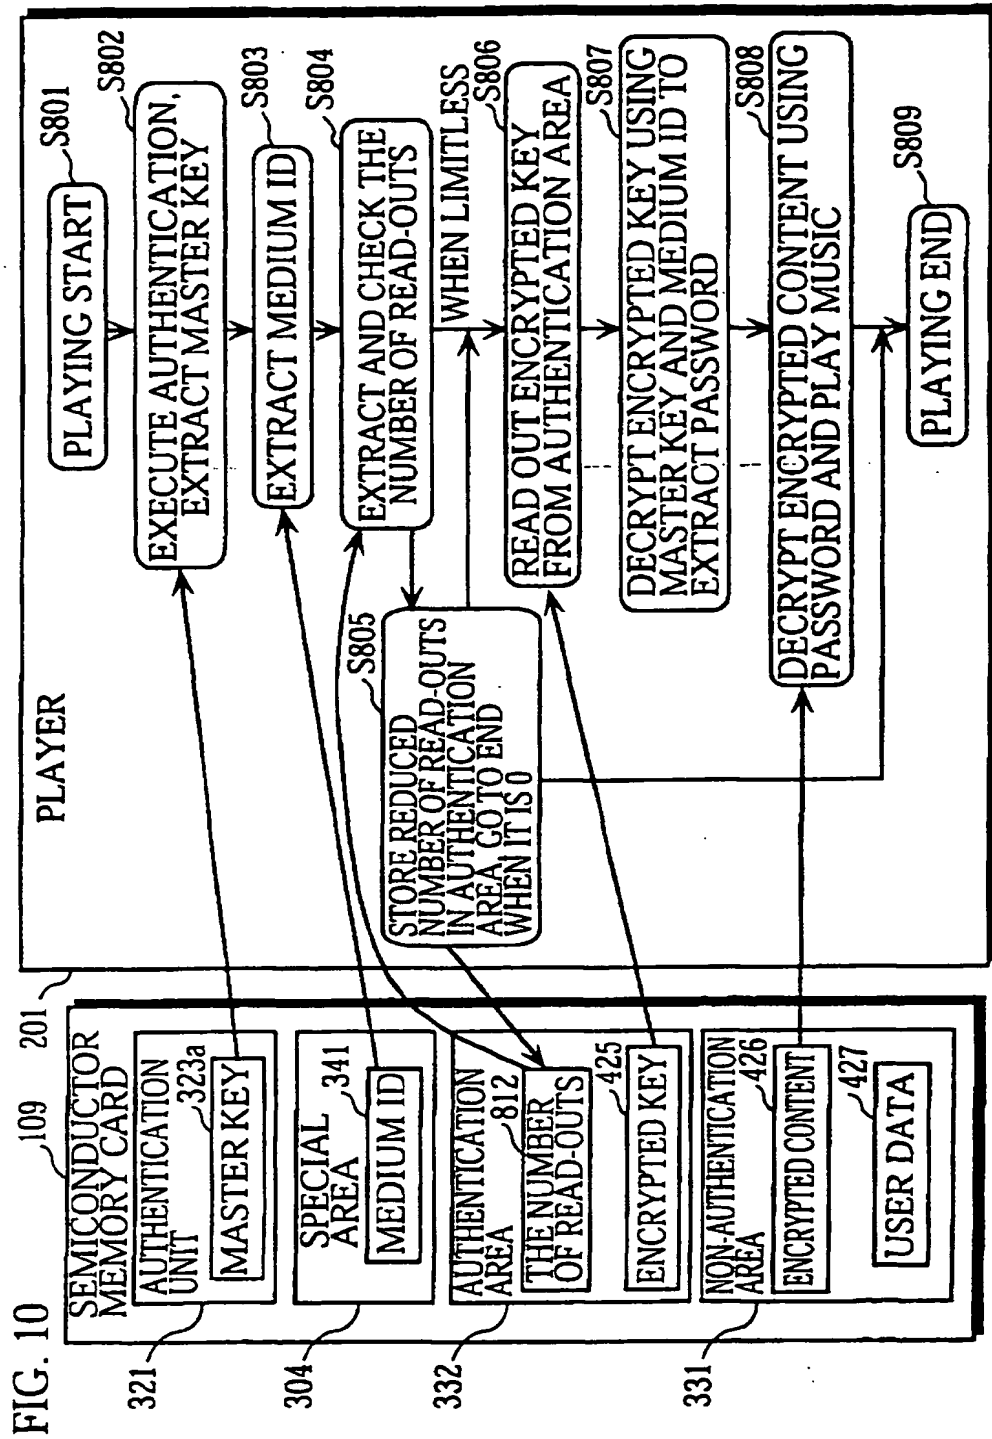 FIG. 10
SEMICONDUCTOR
MEMORY CARD
109
AUTHENTICATION
UNIT
323a
MASTER KEY
321
SPECIAL
AREA
341
MEDIUM ID
304
AUTHENTICATION
AREA
812
THE NUMBER
OF READ-OUTS
425
ENCRYPTED KEY
332
NON-AUTHENTICATION
AREA
426
ENCRYPTED CONTENT
427
USER DATA
331
201
PLAYER
PLAYING START
S801
EXECUTE AUTHENTICATION,
EXTRACT MASTER KEY
S802
EXTRACT MEDIUM ID
S803
EXTRACT AND CHECK THE
NUMBER OF READ-OUTS
S804
WHEN LIMITLESS
STORE REDUCED
NUMBER OF READ-OUTS
IN AUTHENTICATION
AREA, GO TO END
WHEN IT IS 0
S805
READ OUT ENCRYPTED KEY
FROM AUTHENTICATION AREA
S806
DECRYPT ENCRYPTED KEY USING
MASTER KEY AND MEDIUM ID TO
EXTRACT PASSWORD
S807
DECRYPT ENCRYPTED CONTENT USING
PASSWORD AND PLAY MUSIC
S808
PLAYING END
S809